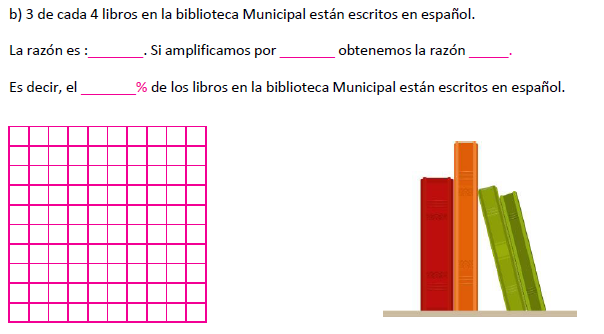 b) 3 de cada 4 libros en la biblioteca Municipal están escritos en español.
La razón es :_______. Si amplificamos por _______ obtenemos la razón _____.
Es decir, el _______% de los libros en la biblioteca Municipal están escritos en español.